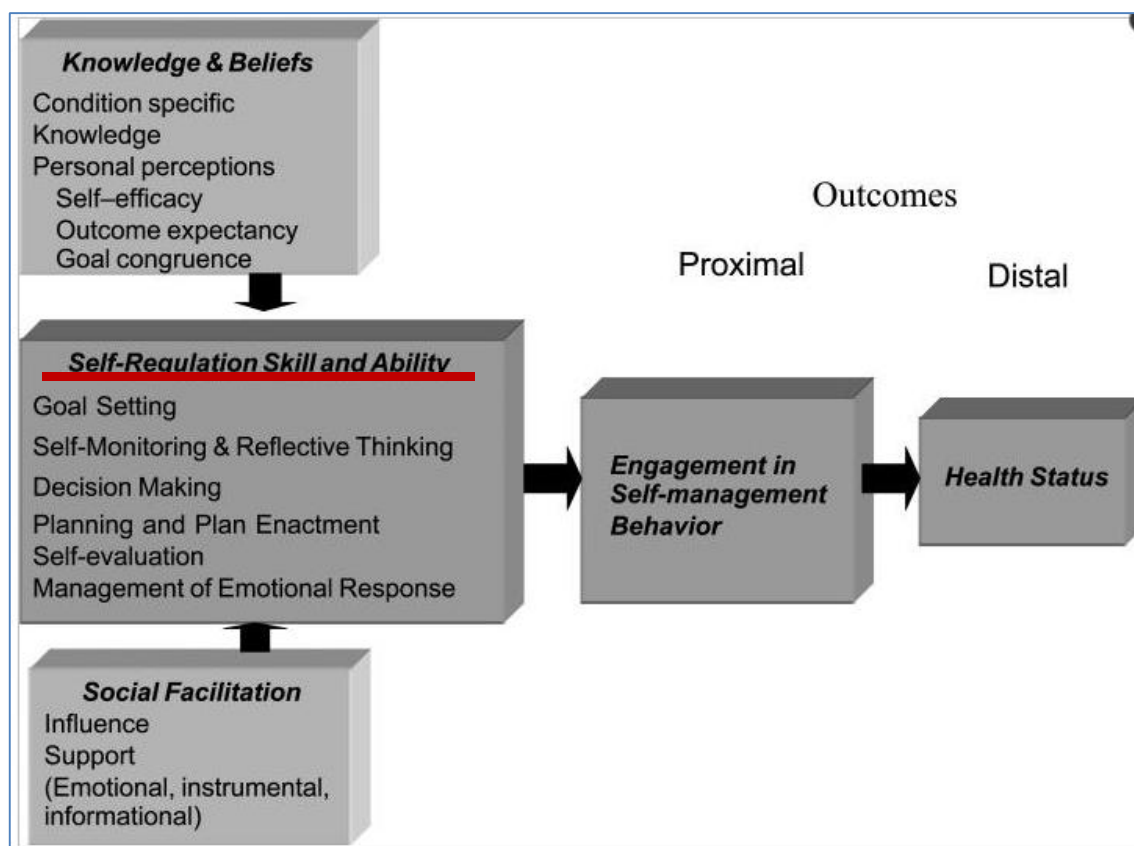 Knowledge & Beliefs
Condition specific
Knowledge
Personal perceptions
Self–efficacy
Outcome expectancy
Goal congruence
Outcomes
Proximal
Distal
Self-Regulation Skill and Ability
Goal Setting
Self-Monitoring & Reflective Thinking
Decision Making
Planning and Plan Enactment
Self-evaluation
Management of Emotional Response
Engagement in
Self-management
Behavior
Health Status
Social Facilitation
Influence
Support
(Emotional, instrumental,
informational)